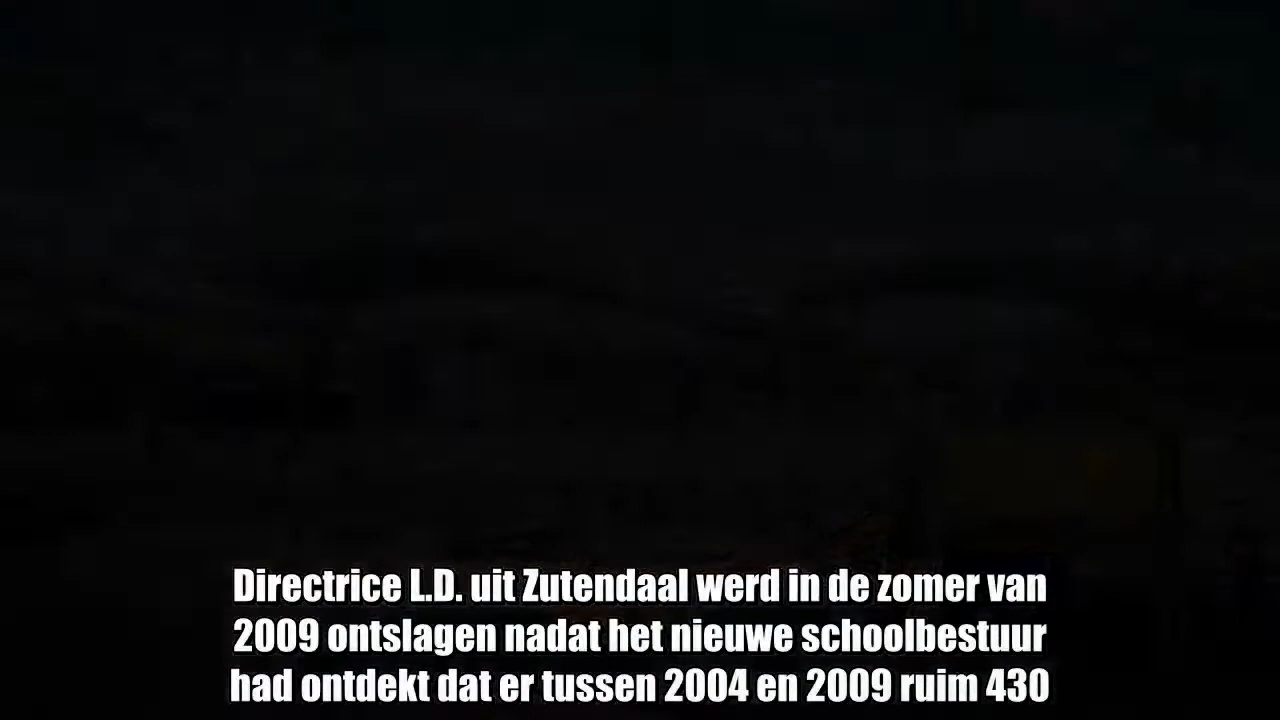 Directrice L.D. uit Zutendaal werd in de zomer van
2009 ontslagen nadat het nieuwe schoolbestuur
had ontdekt dat er tussen 2004 en 2009 ruim 430